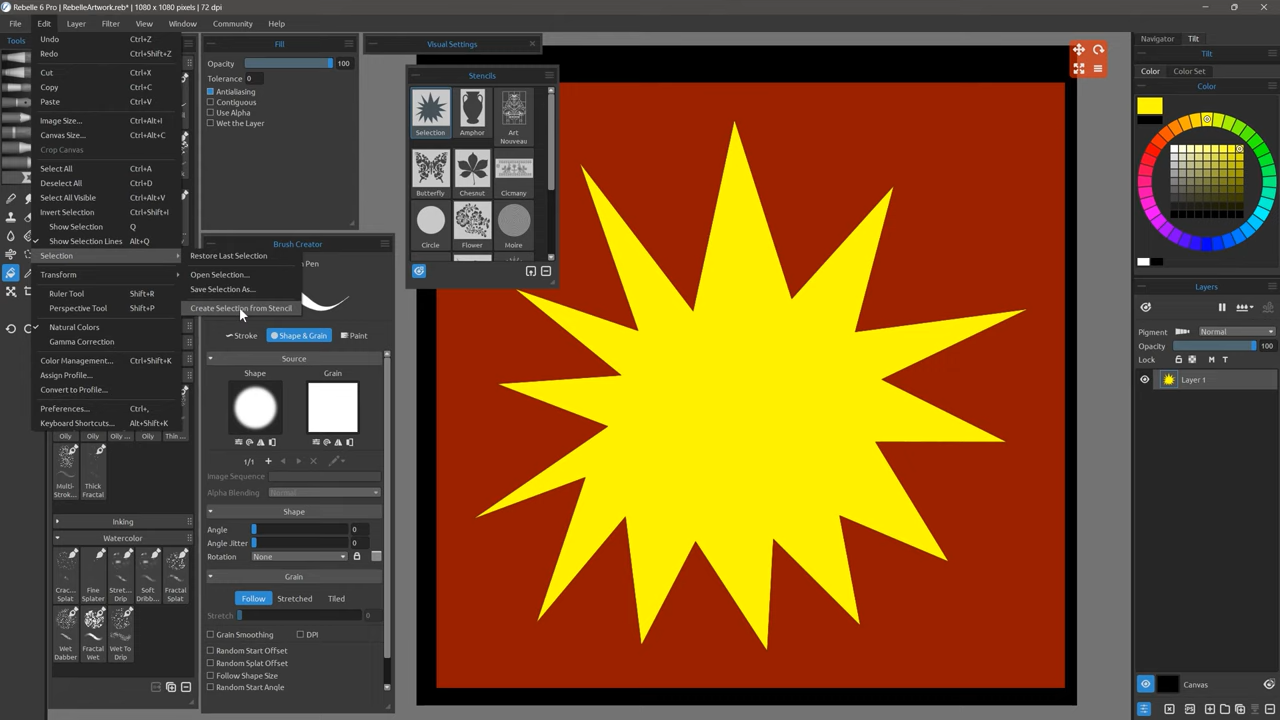 Rebelle 6 Pro | RebelleArtwork.reb* | 1080 x 1080 pixels | 72 dpi
File Edit Layer Filter View Window Community Help
Tools
Undo Ctrl+Z
Redo Ctrl+Shift+Z
Cut Ctrl+X
Copy Ctrl+C
Paste Ctrl+V
Image Size... Ctrl+Alt+I
Canvas Size... Ctrl+Alt+C
Crop Canvas
Select All Ctrl+A
Deselect All Ctrl+D
Select All Visible Ctrl+Alt+V
Invert Selection Ctrl+Shift+I
Show Selection Q
Show Selection Lines Alt+Q
Selection
Transform
Ruler Tool Shift+R
Perspective Tool Shift+P
Natural Colors
Gamma Correction
Color Management... Ctrl+Shift+K
Assign Profile...
Convert to Profile...
Preferences... Ctrl+,
Keyboard Shortcuts... Alt+Shift+K
Restore Last Selection
Open Selection...
Save Selection As...
Create Selection from Stencil
Oily Oily Oily ... Oily Thin ...
Multi-Strok... Thick Fractal
Inking
Watercolor
Crac... Splat Fine Splater Stret... Drip Soft Dribb... Fractal Splat
Wet Dabber Fractal Wet Wet To Drip
Fill
Opacity 100
Tolerance 0
Antialiasing
Contiguous
Use Alpha
Wet the Layer
Brush Creator
Pen
Stroke Shape & Grain Paint
Source
Shape Grain
1/1
Image Sequence
Alpha Blending Normal
Shape
Angle 0
Angle Jitter 0
Rotation None
Grain
Follow Stretched Tiled
Stretch 0
Grain Smoothing DPI
Random Start Offset
Random Splat Offset
Follow Shape Size
Random Start Angle
Visual Settings
Stencils
Selection Amphor Art Nouveau
Butterfly Chesnut Cicmany
Circle Flower Moire
Navigator Tilt
Tilt
Color Color Set
Color
Layers
Pigment Normal
Opacity 100
Lock M T
Layer 1
Canvas
PS